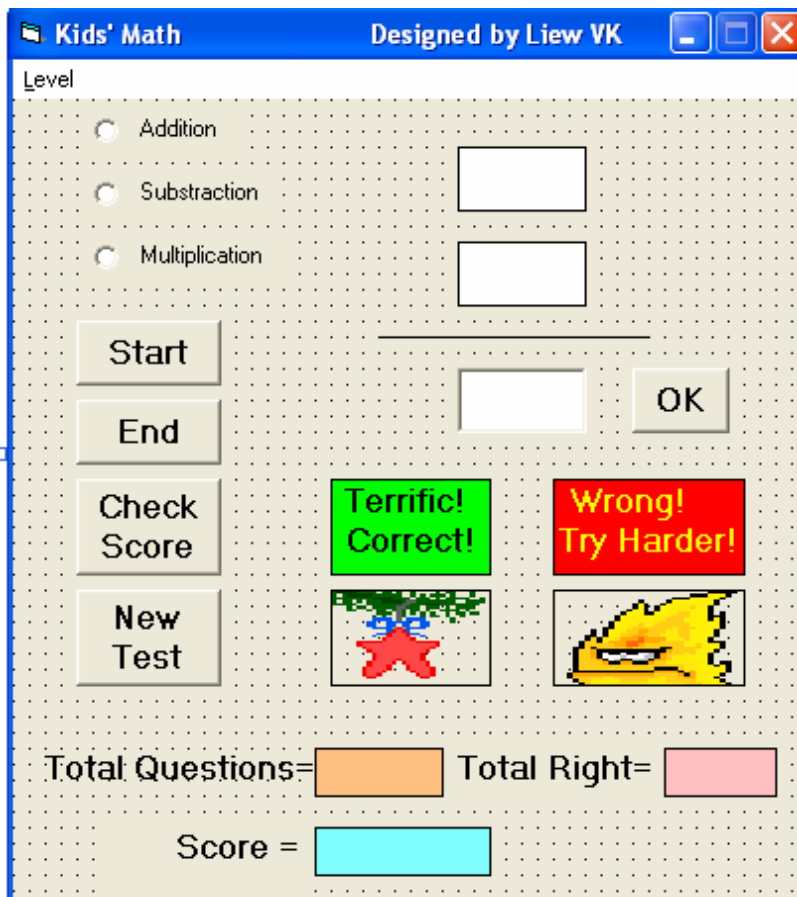 Kids' Math Designed by Liew VK
Level
Addition
Substraction
Multiplication
Start
OK
End
Check
Score
Terrific!
Correct!
Wrong!
Try Harder!
New
Test
Total Questions=
Total Right=
Score =